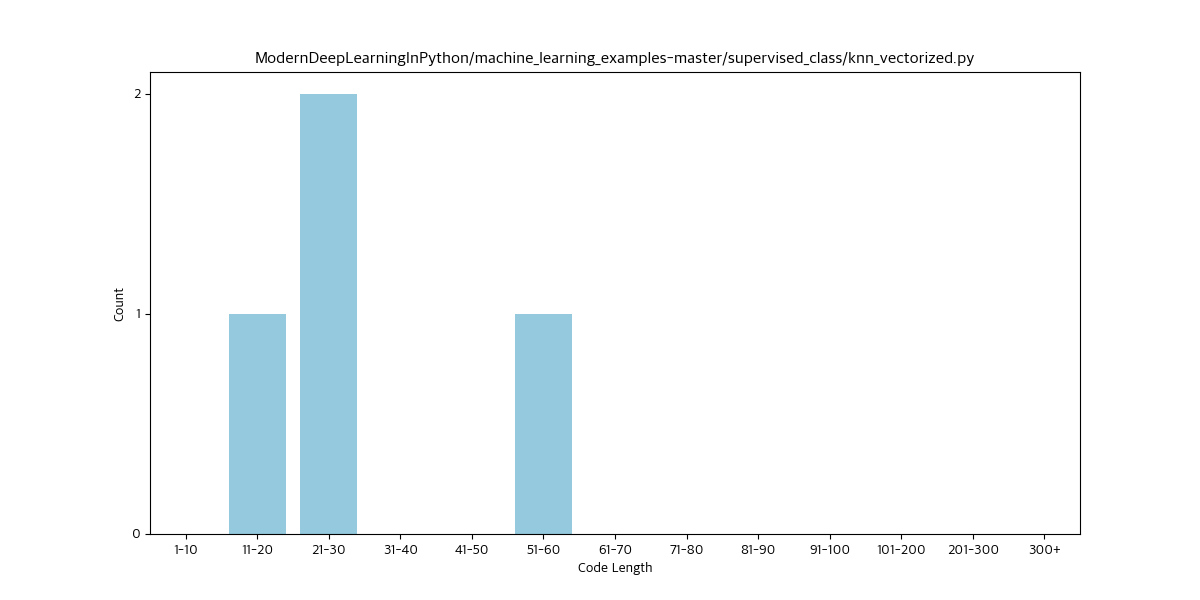 ModernDeepLearningInPython/machine_learning_examples-master/supervised_class/knn_vectorized.py
2
1
0
Count
1-10 11-20 21-30 31-40 41-50 51-60 61-70 71-80 81-90 91-100 101-200 201-300 300+
Code Length